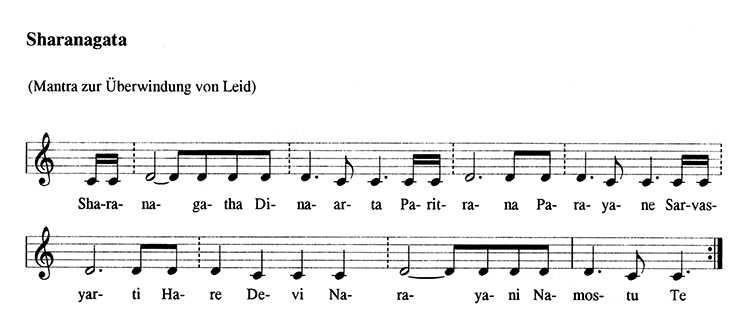 Sharanagata
(Mantra zur Überwindung von Leid)
Sha-ra- na- ga- tha Di- na- ar- ta Pa-rit- ra- na Pa- ra- ya- ne Sar-vas-
yar- ti Ha- re De- vi Na- ra- ya- ni Na- mos- tu Te